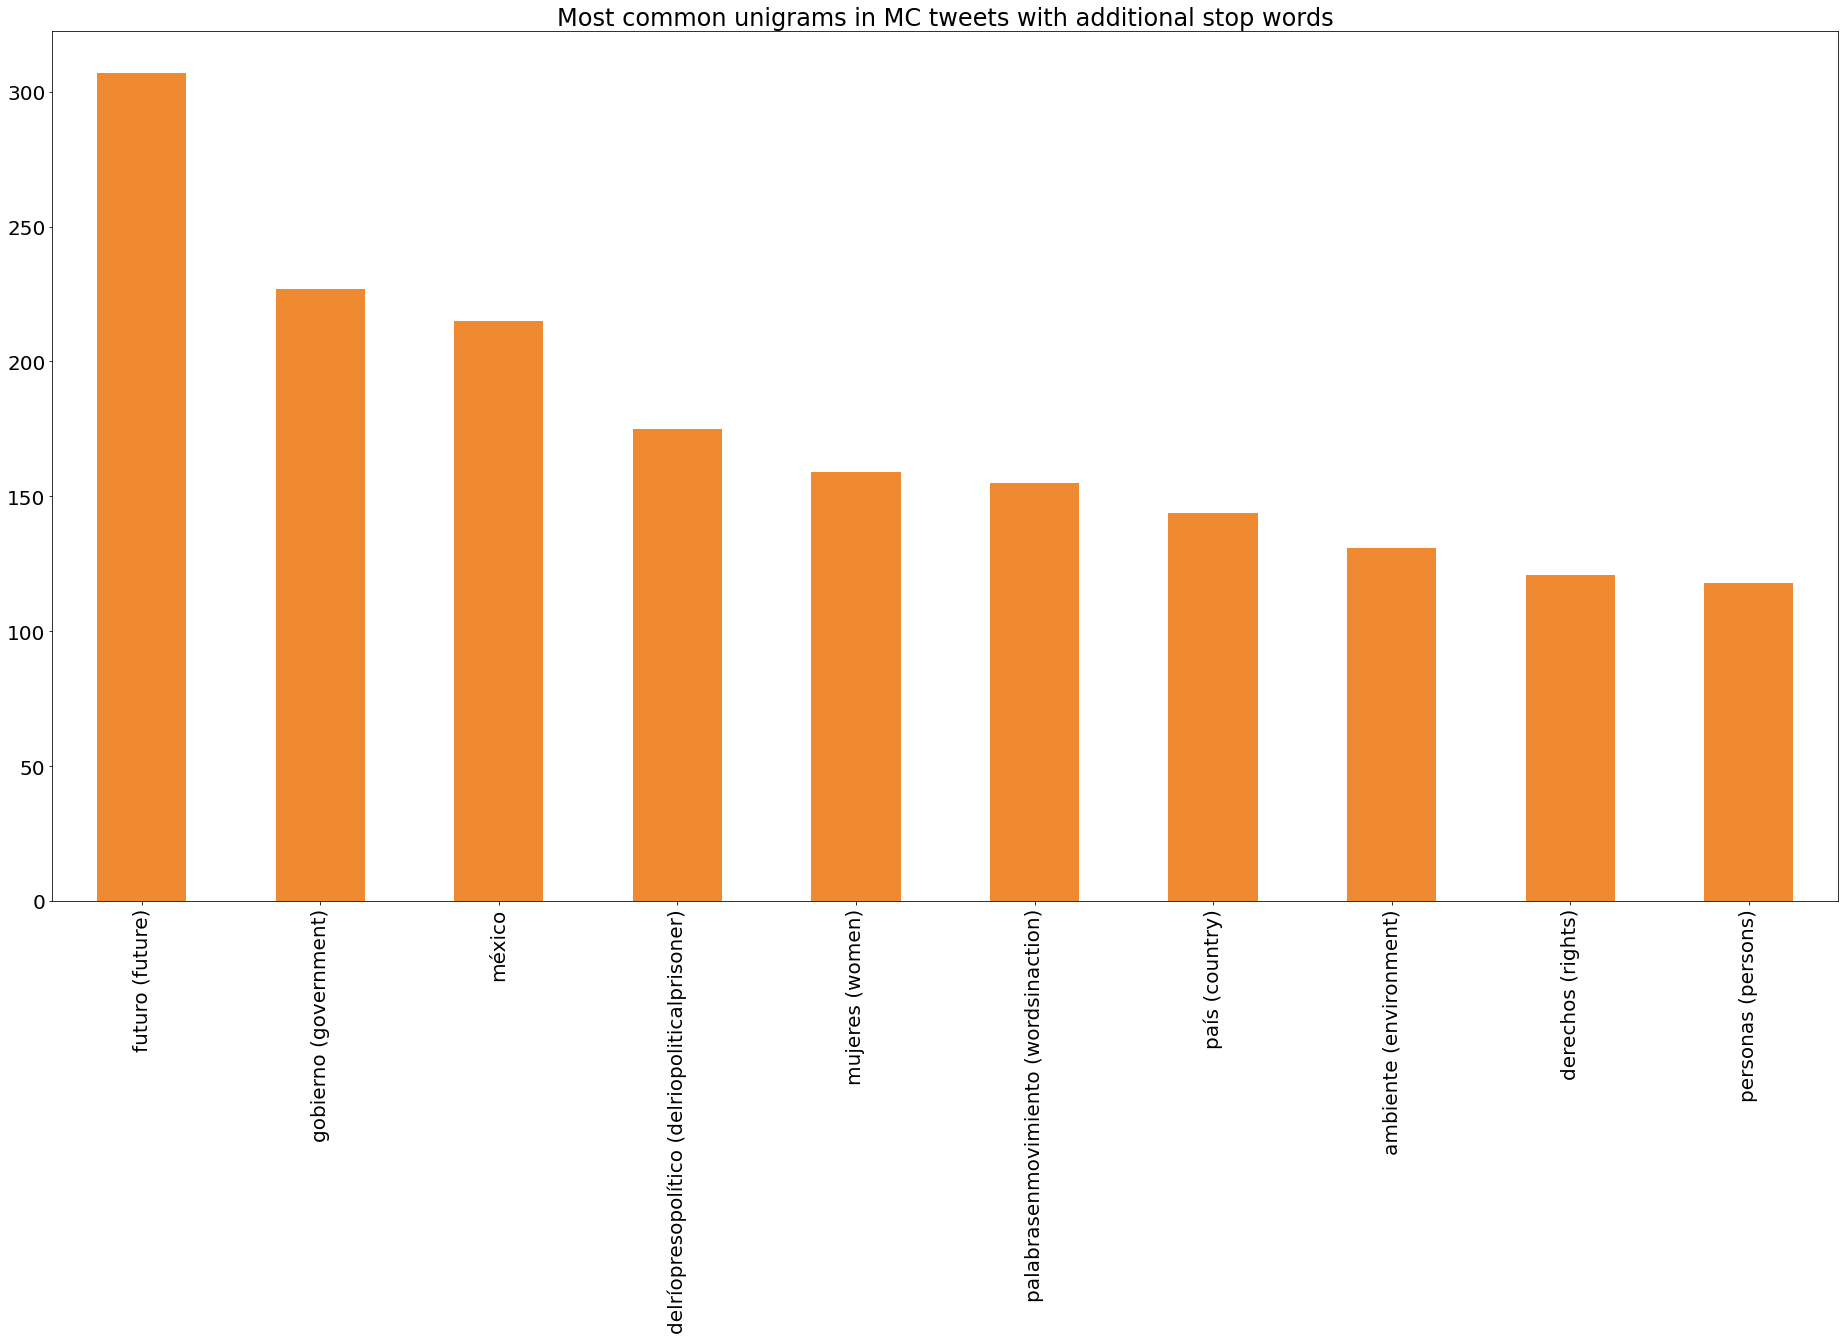 Most common unigrams in MC tweets with additional stop words
300
250
200
150
100
50
0
futuro (future)
gobierno (government)
méxico
delríopresopolítico (delriopoliticalprisoner)
mujeres (women)
palabrasenmovimiento (wordsinaction)
país (country)
ambiente (environment)
derechos (rights)
personas (persons)